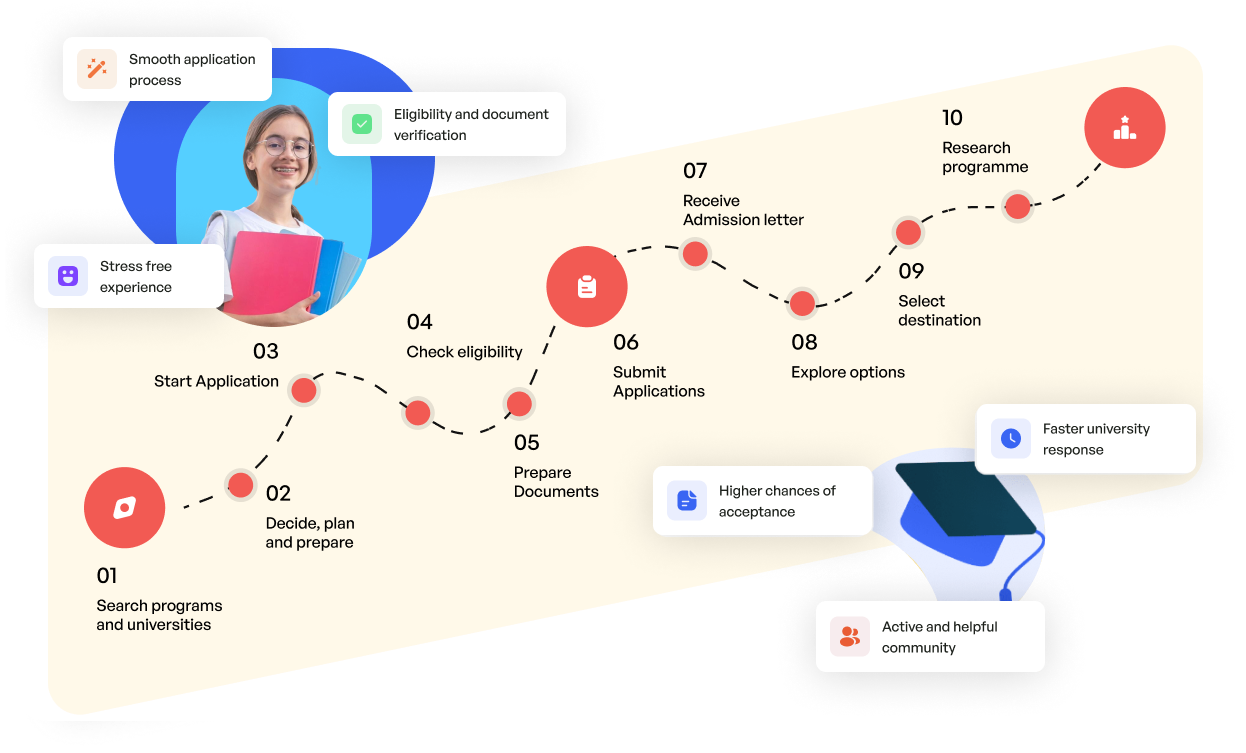 Smooth application
process
Eligibility and document
verification
Stress free
experience
01
Search programs
and universities
02
Decide, plan
and prepare
03
Start Application
04
Check eligibility
05
Prepare
Documents
06
Submit
Applications
07
Receive
Admission letter
08
Explore options
09
Select
destination
10
Research
programme
Faster university
response
Higher chances of
acceptance
Active and helpful
community